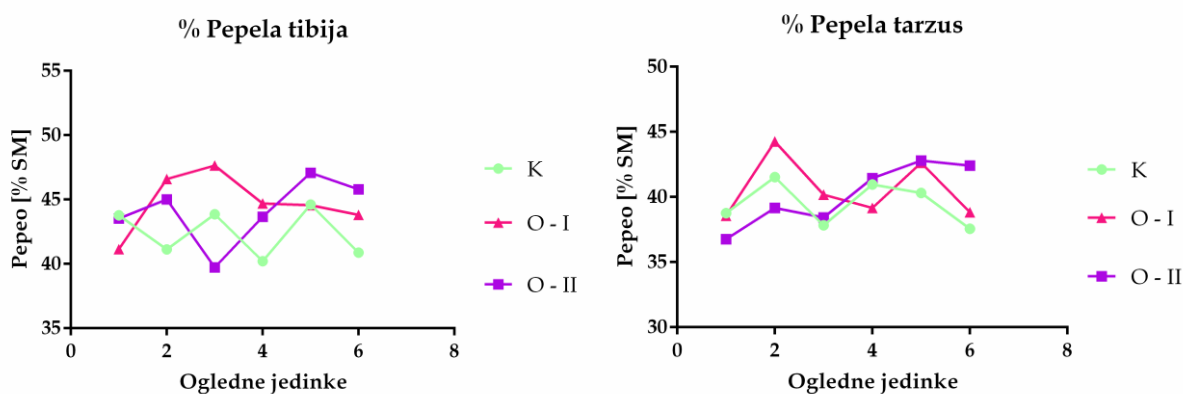 % Pepela tibija
Pepeo [% SM]
55
50
45
40
35
0
2
4
6
8
Ogledne jedinke
K
O - I
O - II
% Pepela tarzus
Pepeo [% SM]
50
45
40
35
30
0
2
4
6
8
Ogledne jedinke
K
O - I
O - II